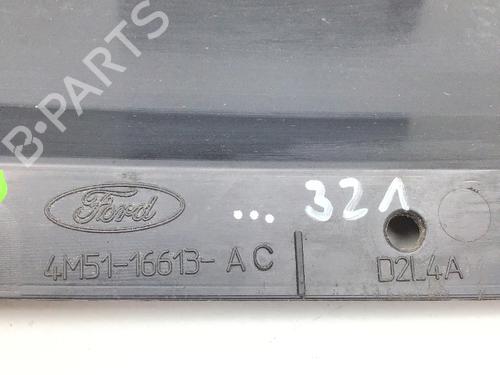 B-PARTS
Ford
... 321
4M51-16613-AC
D2L4A